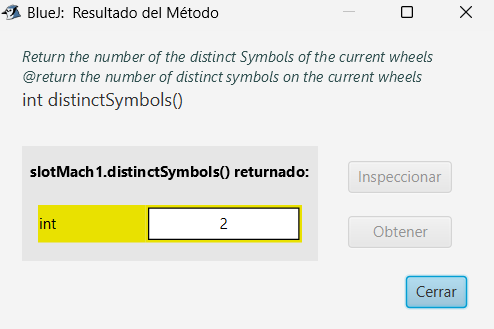 BlueJ: Resultado del Método
Return the number of the distinct Symbols of the current wheels
@return the number of distinct symbols on the current wheels
int distinctSymbols()
slotMach1.distinctSymbols() returnado:
Inspeccionar
int 2
Obtener
Cerrar